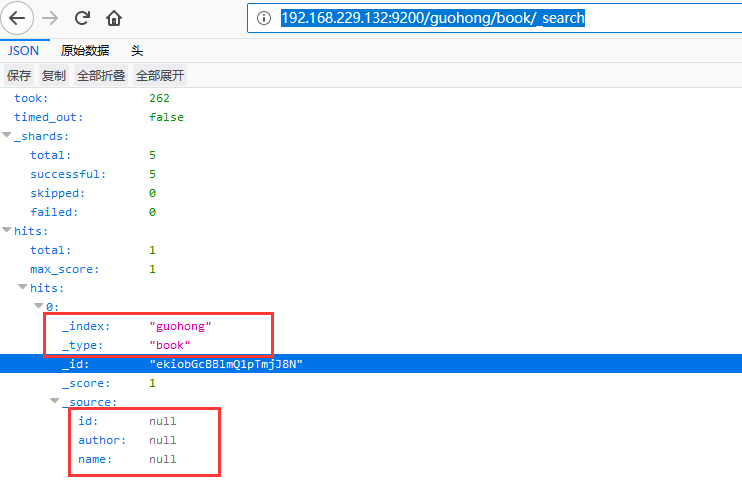 192.168.229.132:9200/guohong/book/_search
JSON 原始数据 头
保存 复制 全部折叠 全部展开
took: 262
timed_out: false
_shards:
total: 5
successful: 5
skipped: 0
failed: 0
hits:
total: 1
max_score: 1
hits:
0:
_index: "guohong"
_type: "book"
_id: "ekiobGcBBlmQ1pTmjJ8N"
_score: 1
_source:
id: null
author: null
name: null